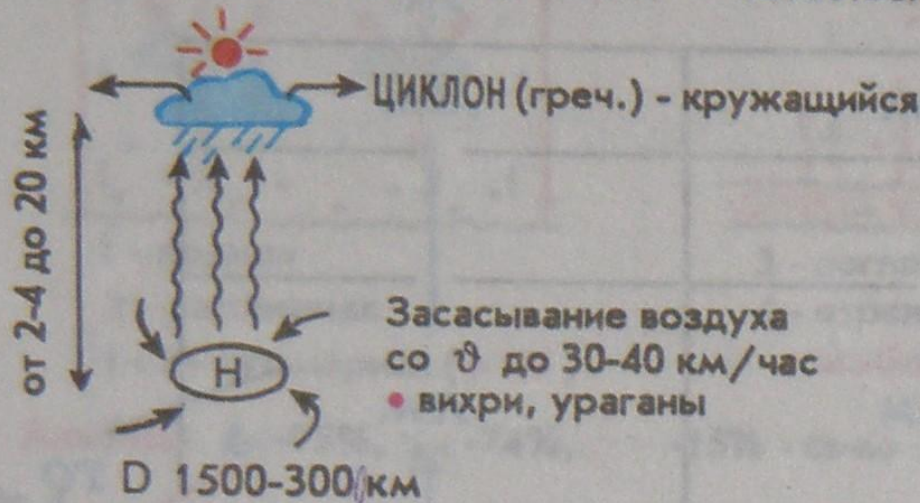 ЦИКЛОН (греч.) - кружащийся
от 2-4 до 20 км
Засасывание воздуха
со ϑ до 30-40 км/час
• вихри, ураганы
Н
D 1500-300 км